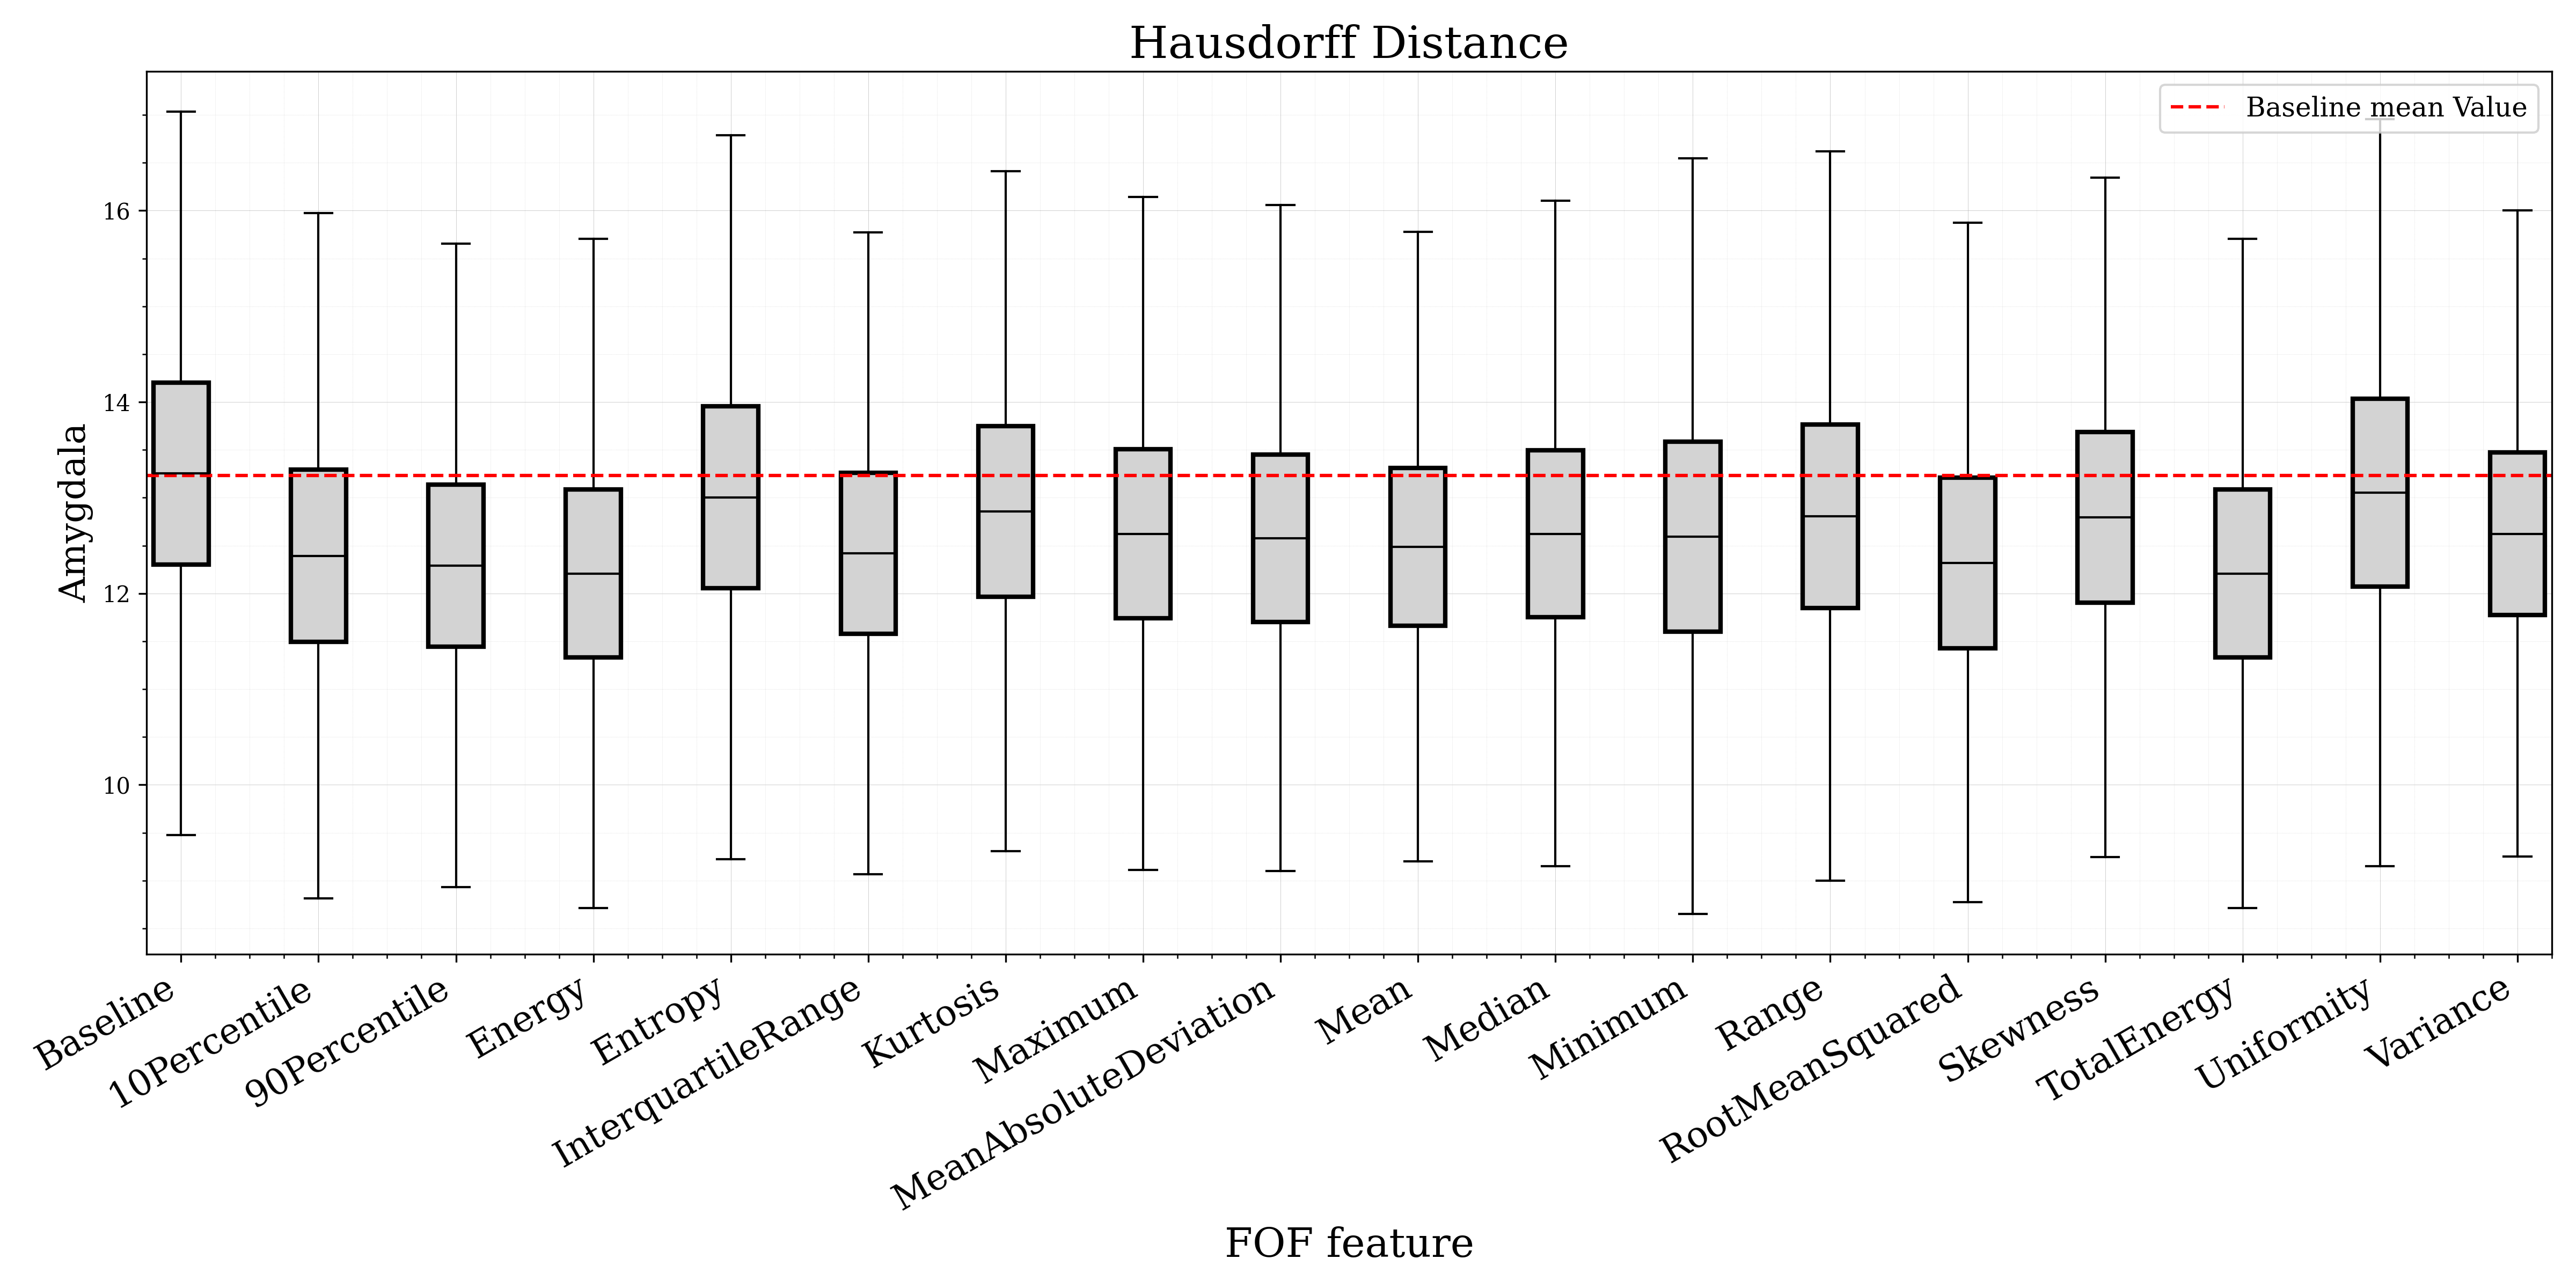 Hausdorff Distance
Baseline mean Value
Amygdala
16
14
12
10
Baseline
10Percentile
90Percentile
Energy
Entropy
InterquartileRange
Kurtosis
Maximum
MeanAbsoluteDeviation
Mean
Median
Minimum
Range
RootMeanSquared
Skewness
TotalEnergy
Uniformity
Variance
FOF feature